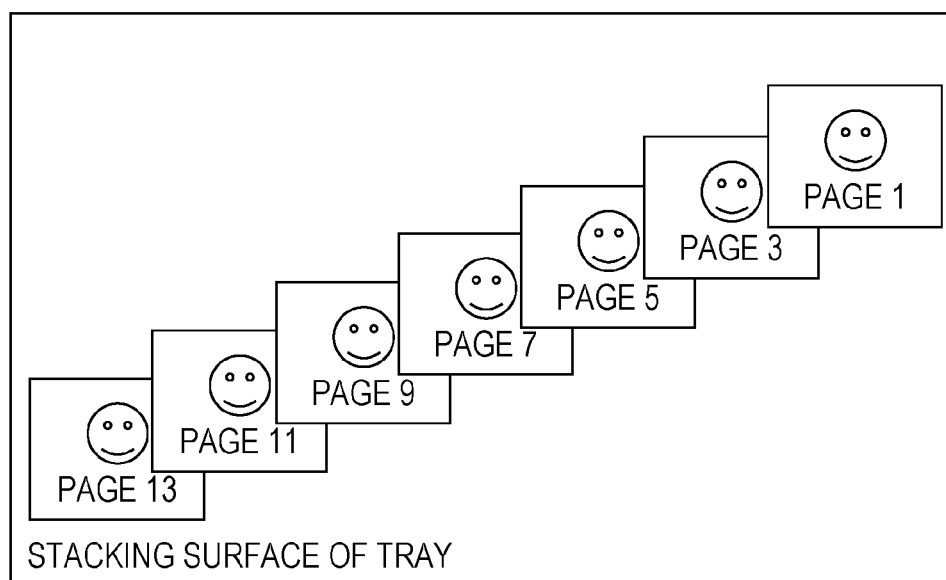 PAGE 1
PAGE 3
PAGE 5
PAGE 7
PAGE 9
PAGE 11
PAGE 13
STACKING SURFACE OF TRAY